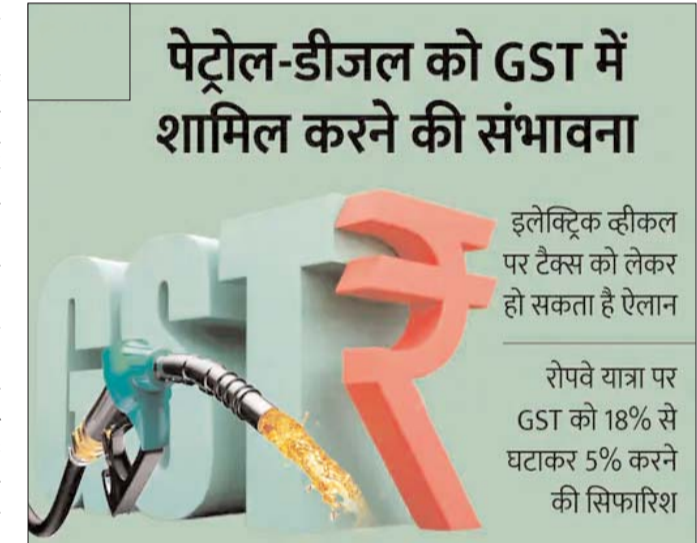 पेट्रोल-डीजल को GST में
शामिल करने की संभावना
GST₹
इलेक्ट्रिक व्हीकल
पर टैक्स को लेकर
हो सकता है ऐलान
रोपवे यात्रा पर
GST को 18% से
घटाकर 5% करने
की सिफारिश